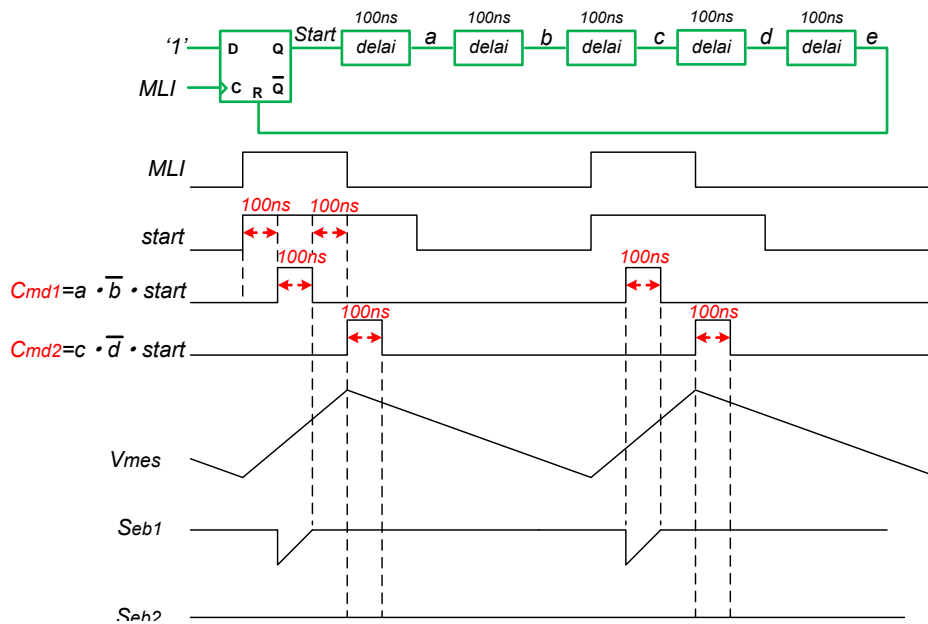 100ns 100ns 100ns 100ns 100ns
'1' D Q Start delai a delai b delai c delai d delai e
MLI C R Q̅
MLI
100ns 100ns
start
100ns 100ns
Cmd1=a • b̅ • start
100ns 100ns
Cmd2=c • d̅ • start
Vmes
Seb1
Seb2